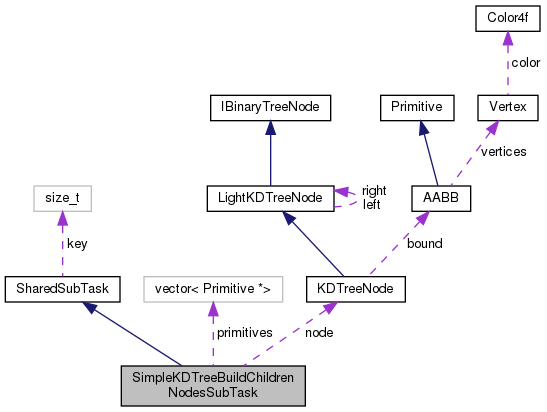 Color4f
color
IBinaryTreeNode
Primitive
Vertex
vertices
right
left
size_t
LightKDTreeNode
AABB
key
bound
SharedSubTask
vector< Primitive *>
KDTreeNode
primitives
node
SimpleKDTreeBuildChildren
NodesSubTask